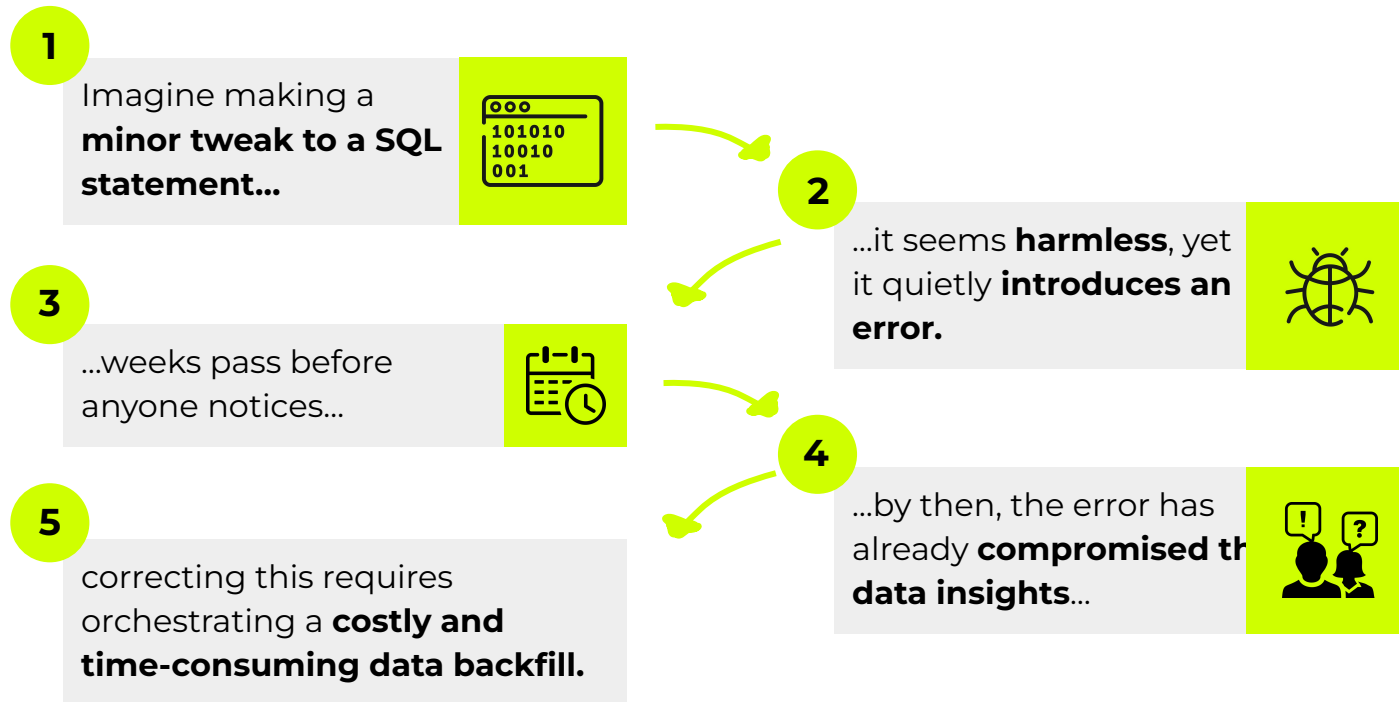 1
Imagine making a
minor tweak to a SQL
statement...
ooo
101010
10010
001
2
...it seems harmless, yet
it quietly introduces an
error.
3
...weeks pass before
anyone notices...
4
...by then, the error has
already compromised th
data insights...
!
?
5
correcting this requires
orchestrating a costly and
time-consuming data backfill.